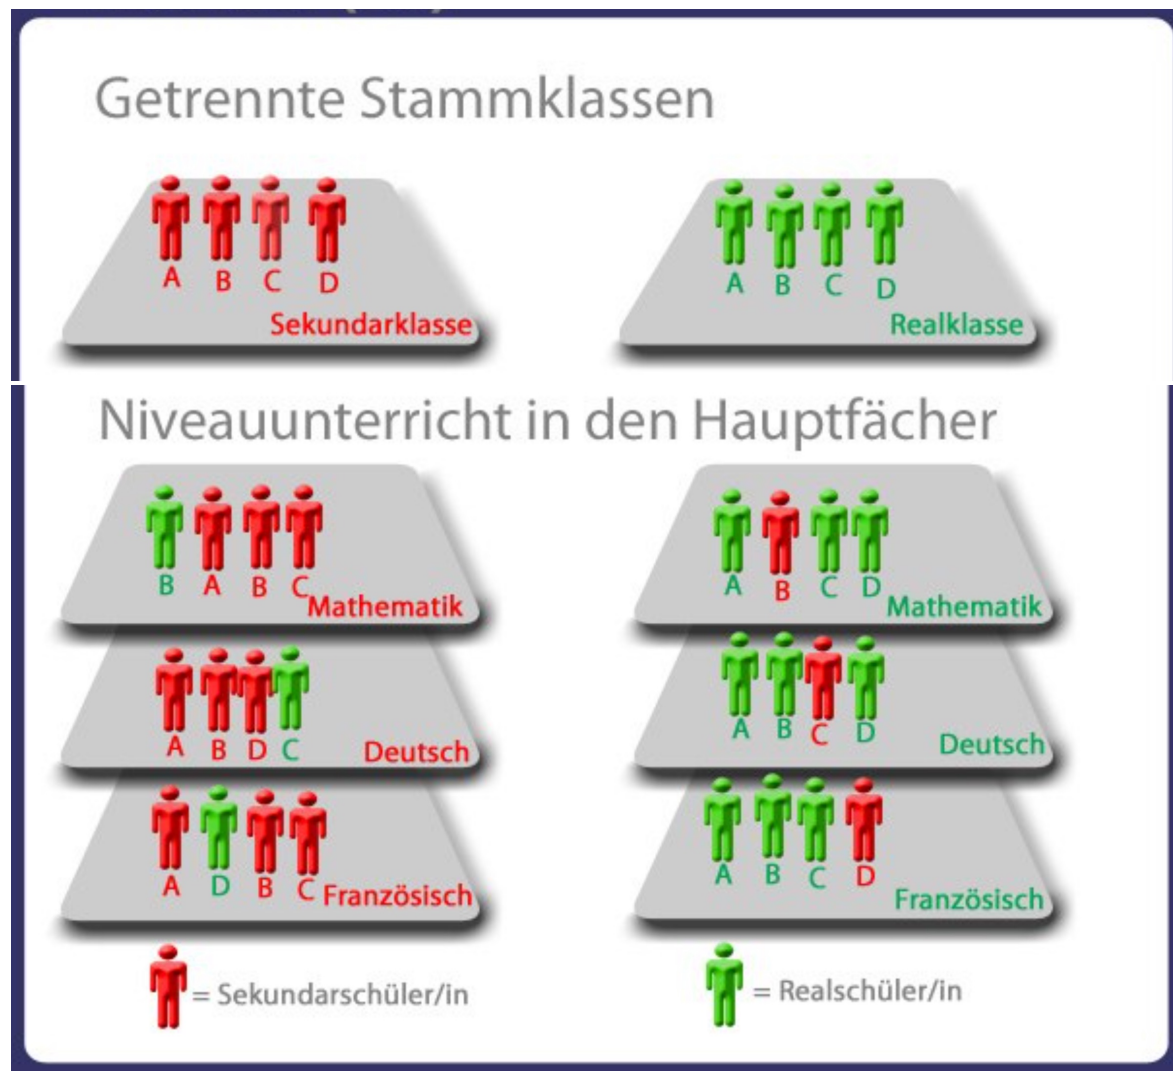 Getrennte Stammklassen
A B C D
Sekundarklasse
A B C D
Realklasse
Niveauunterricht in den Hauptfächer
B A B C
Mathematik
A B C D
Mathematik
A B D C
Deutsch
A B C D
Deutsch
A D B C
Französisch
A B C D
Französisch
= Sekundarschüler/in
= Realschüler/in